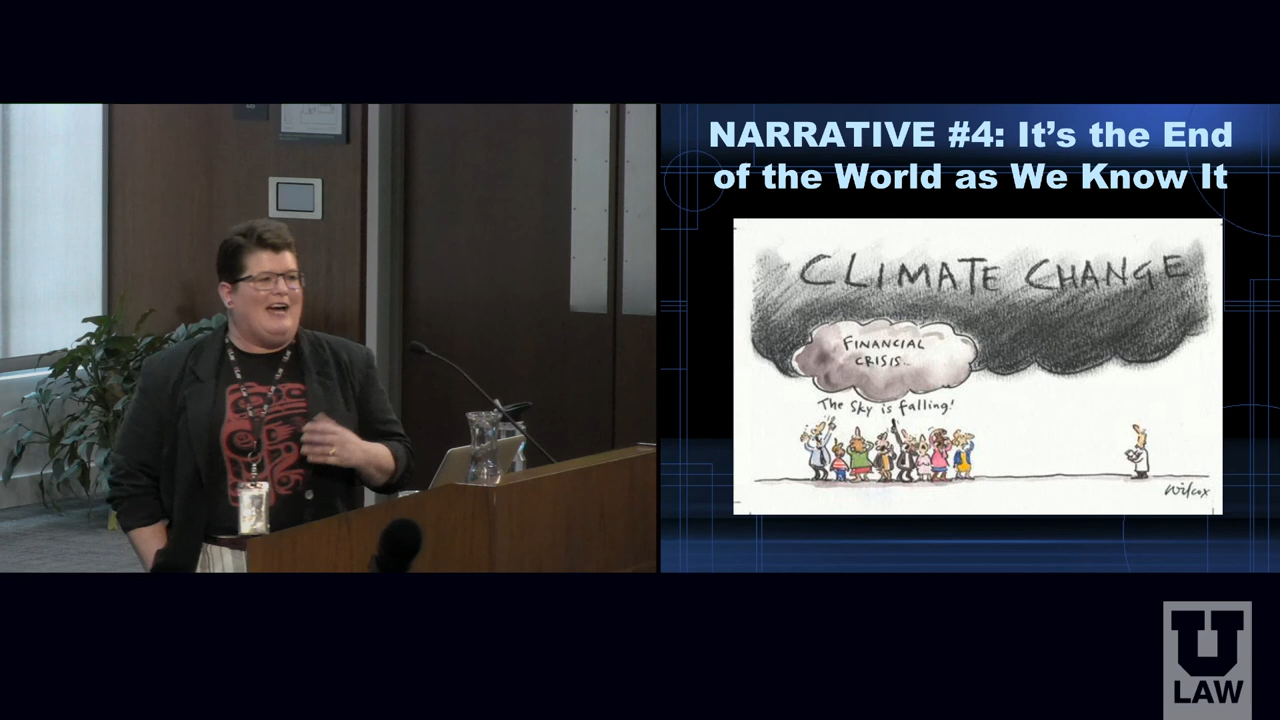 NARRATIVE #4: It’s the End
of the World as We Know It
CLIMATE CHANGE
FINANCIAL
CRISIS..
The Sky is falling!
Wilcox
U
LAW